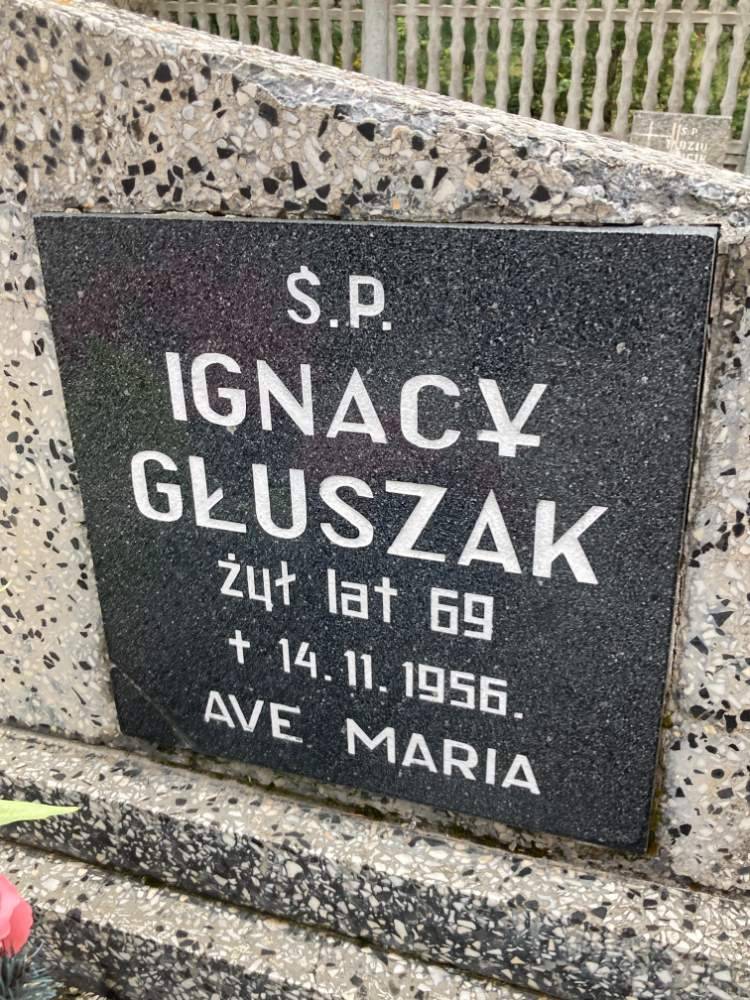 Ś.P.
IGNACY
GŁUSZAK
żył lat 69
† 14.11.1956.
AVE MARIA
Ś.P.